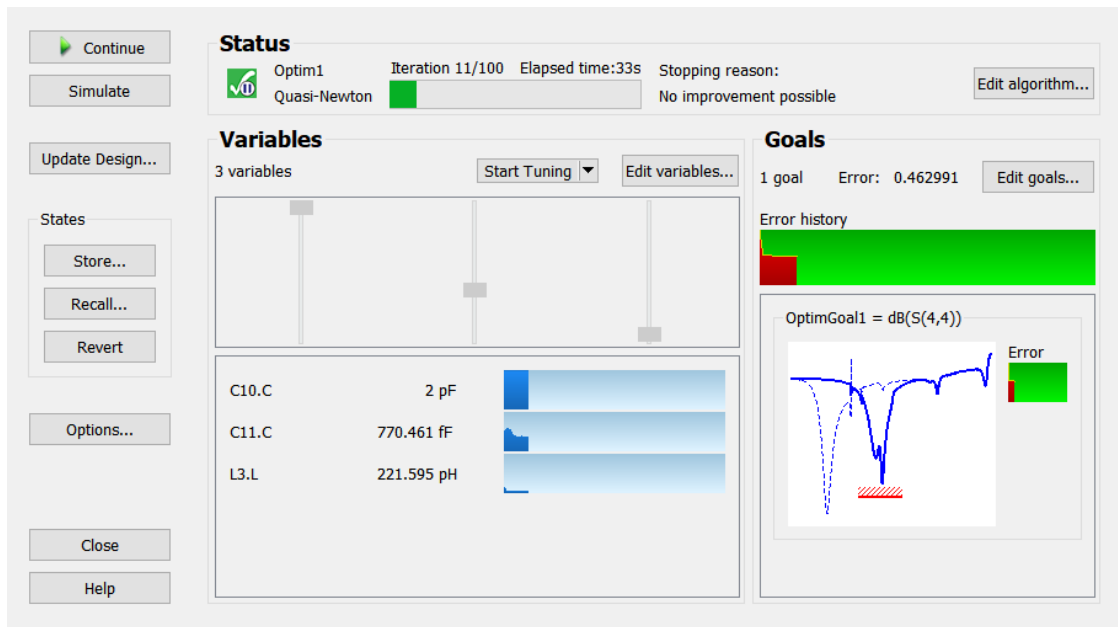 Continue
Simulate
Update Design...
States
Store...
Recall...
Revert
Options...
Close
Help
Status
Optim1
Quasi-Newton
Iteration 11/100 Elapsed time:33s
Stopping reason:
No improvement possible
Edit algorithm...
Variables
3 variables
Start Tuning
Edit variables...
C10.C 2 pF
C11.C 770.461 fF
L3.L 221.595 pH
Goals
1 goal Error: 0.462991
Edit goals...
Error history
OptimGoal1 = dB(S(4,4))
Error